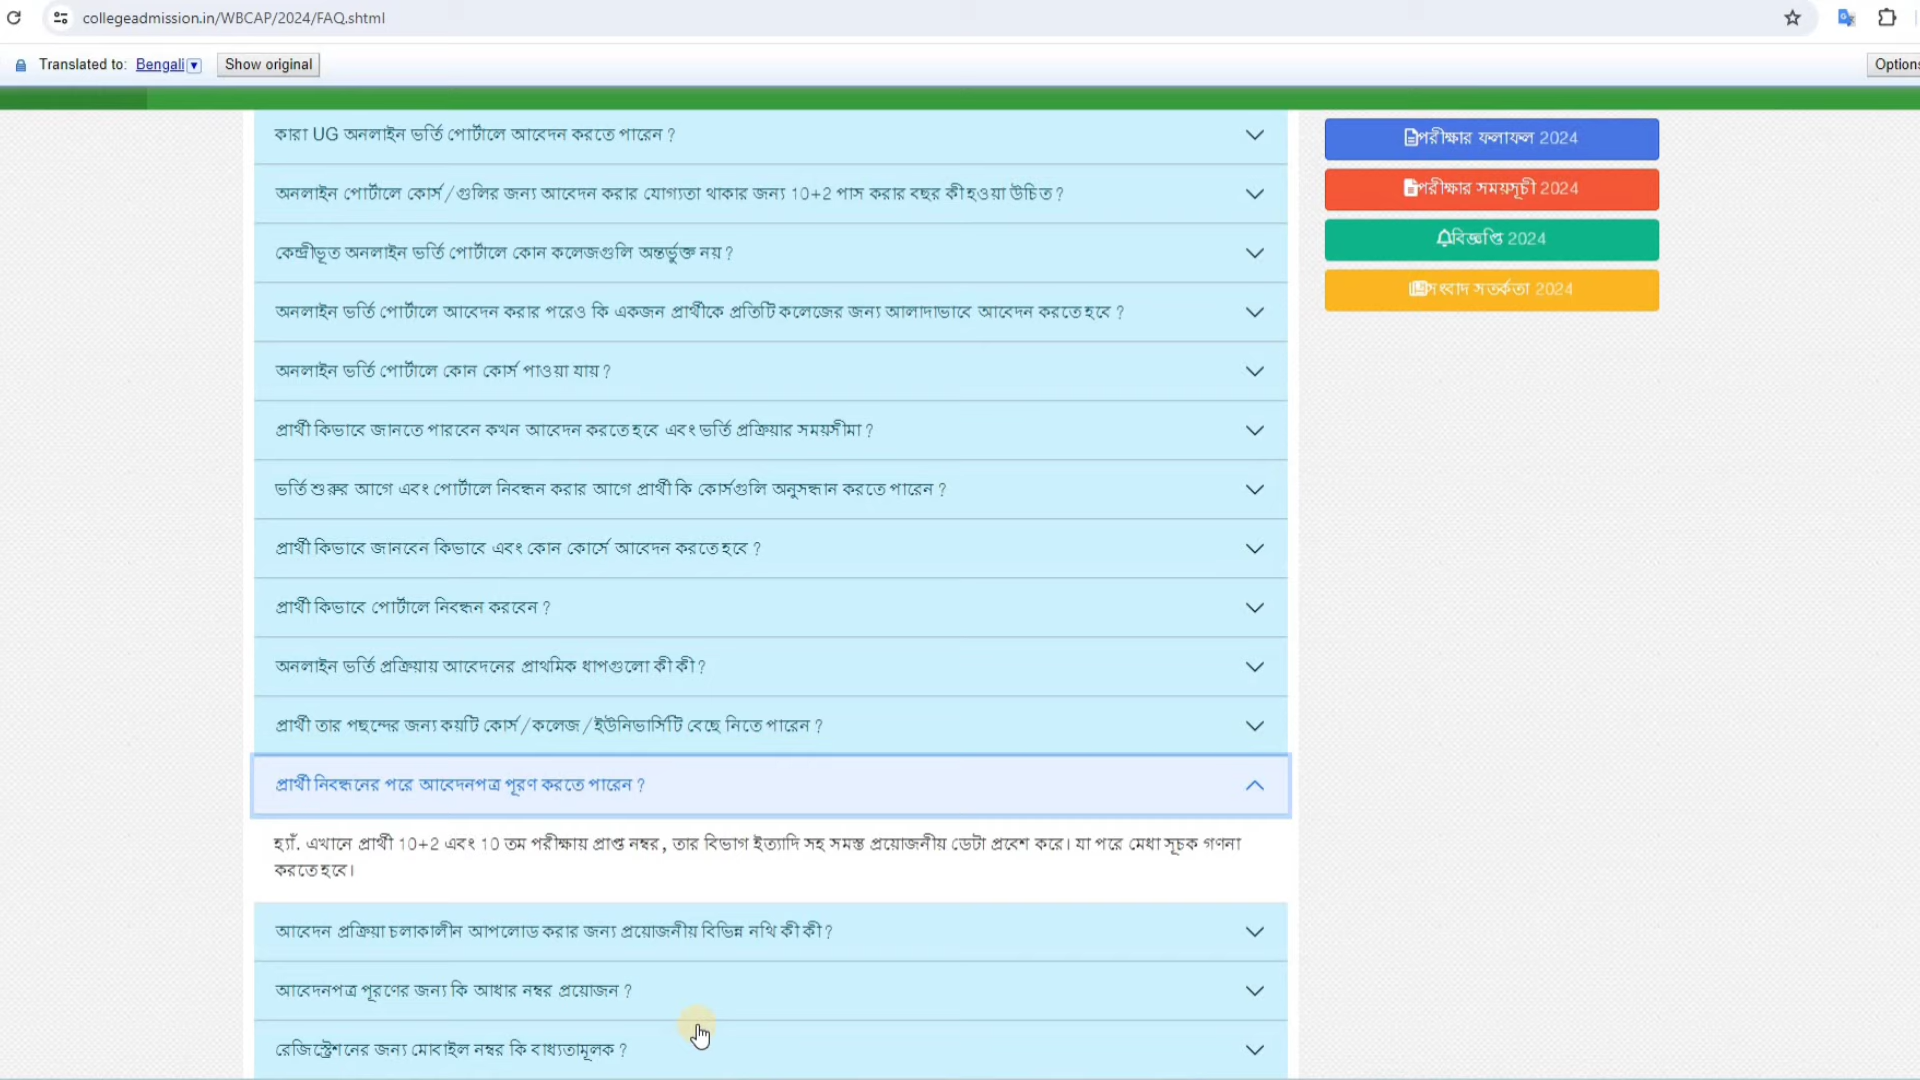 collegeadmission.in/WBCAP/2024/FAQ.shtml
Translated to: Bengali Show original Options
কারা UG অনলাইন ভর্তি পোর্টালে আবেদন করতে পারেন ?
অনলাইন পোর্টালে কোর্স/গুলির জন্য আবেদন করার যোগ্যতা থাকার জন্য 10+2 পাস করার বছর কী হওয়া উচিত ?
কেন্দ্রীভূত অনলাইন ভর্তি পোর্টালে কোন কলেজগুলি অন্তর্ভুক্ত নয় ?
অনলাইন ভর্তি পোর্টালে আবেদন করার পরেও কি একজন প্রার্থীকে প্রতিটি কলেজের জন্য আলাদাভাবে আবেদন করতে হবে ?
অনলাইন ভর্তি পোর্টালে কোন কোর্স পাওয়া যায় ?
প্রার্থী কিভাবে জানতে পারবেন কখন আবেদন করতে হবে এবং ভর্তি প্রক্রিয়ার সময়সীমা ?
ভর্তি শুরুর আগে এবং পোর্টালে নিবন্ধন করার আগে প্রার্থী কি কোর্সগুলি অনুসন্ধান করতে পারেন ?
প্রার্থী কিভাবে জানবেন কিভাবে এবং কোন কোর্সে আবেদন করতে হবে ?
প্রার্থী কিভাবে পোর্টালে নিবন্ধন করবেন ?
অনলাইন ভর্তি প্রক্রিয়ায় আবেদনের প্রাথমিক ধাপগুলো কী কী ?
প্রার্থী তার পছন্দের জন্য কয়টি কোর্স/কলেজ/ইউনিভার্সিটি বেছে নিতে পারেন ?
প্রার্থী নিবন্ধনের পরে আবেদনপত্র পূরণ করতে পারেন ?
হ্যাঁ. এখানে প্রার্থী 10+2 এবং 10 তম পরীক্ষায় প্রাপ্ত নম্বর, তার বিভাগ ইত্যাদি সহ সমস্ত প্রয়োজনীয় ডেটা প্রবেশ করে। যা পরে মেধা সূচক গণনা
করতে হবে।
আবেদন প্রক্রিয়া চলাকালীন আপলোড করার জন্য প্রয়োজনীয় বিভিন্ন নথি কী কী ?
আবেদনপত্র পূরণের জন্য কি আধার নম্বর প্রয়োজন ?
রেজিস্ট্রেশনের জন্য মোবাইল নম্বর কি বাধ্যতামূলক ?
পরীক্ষার ফলাফল 2024
পরীক্ষার সময়সূচী 2024
বিজ্ঞপ্তি 2024
সংবাদ সতর্কতা 2024